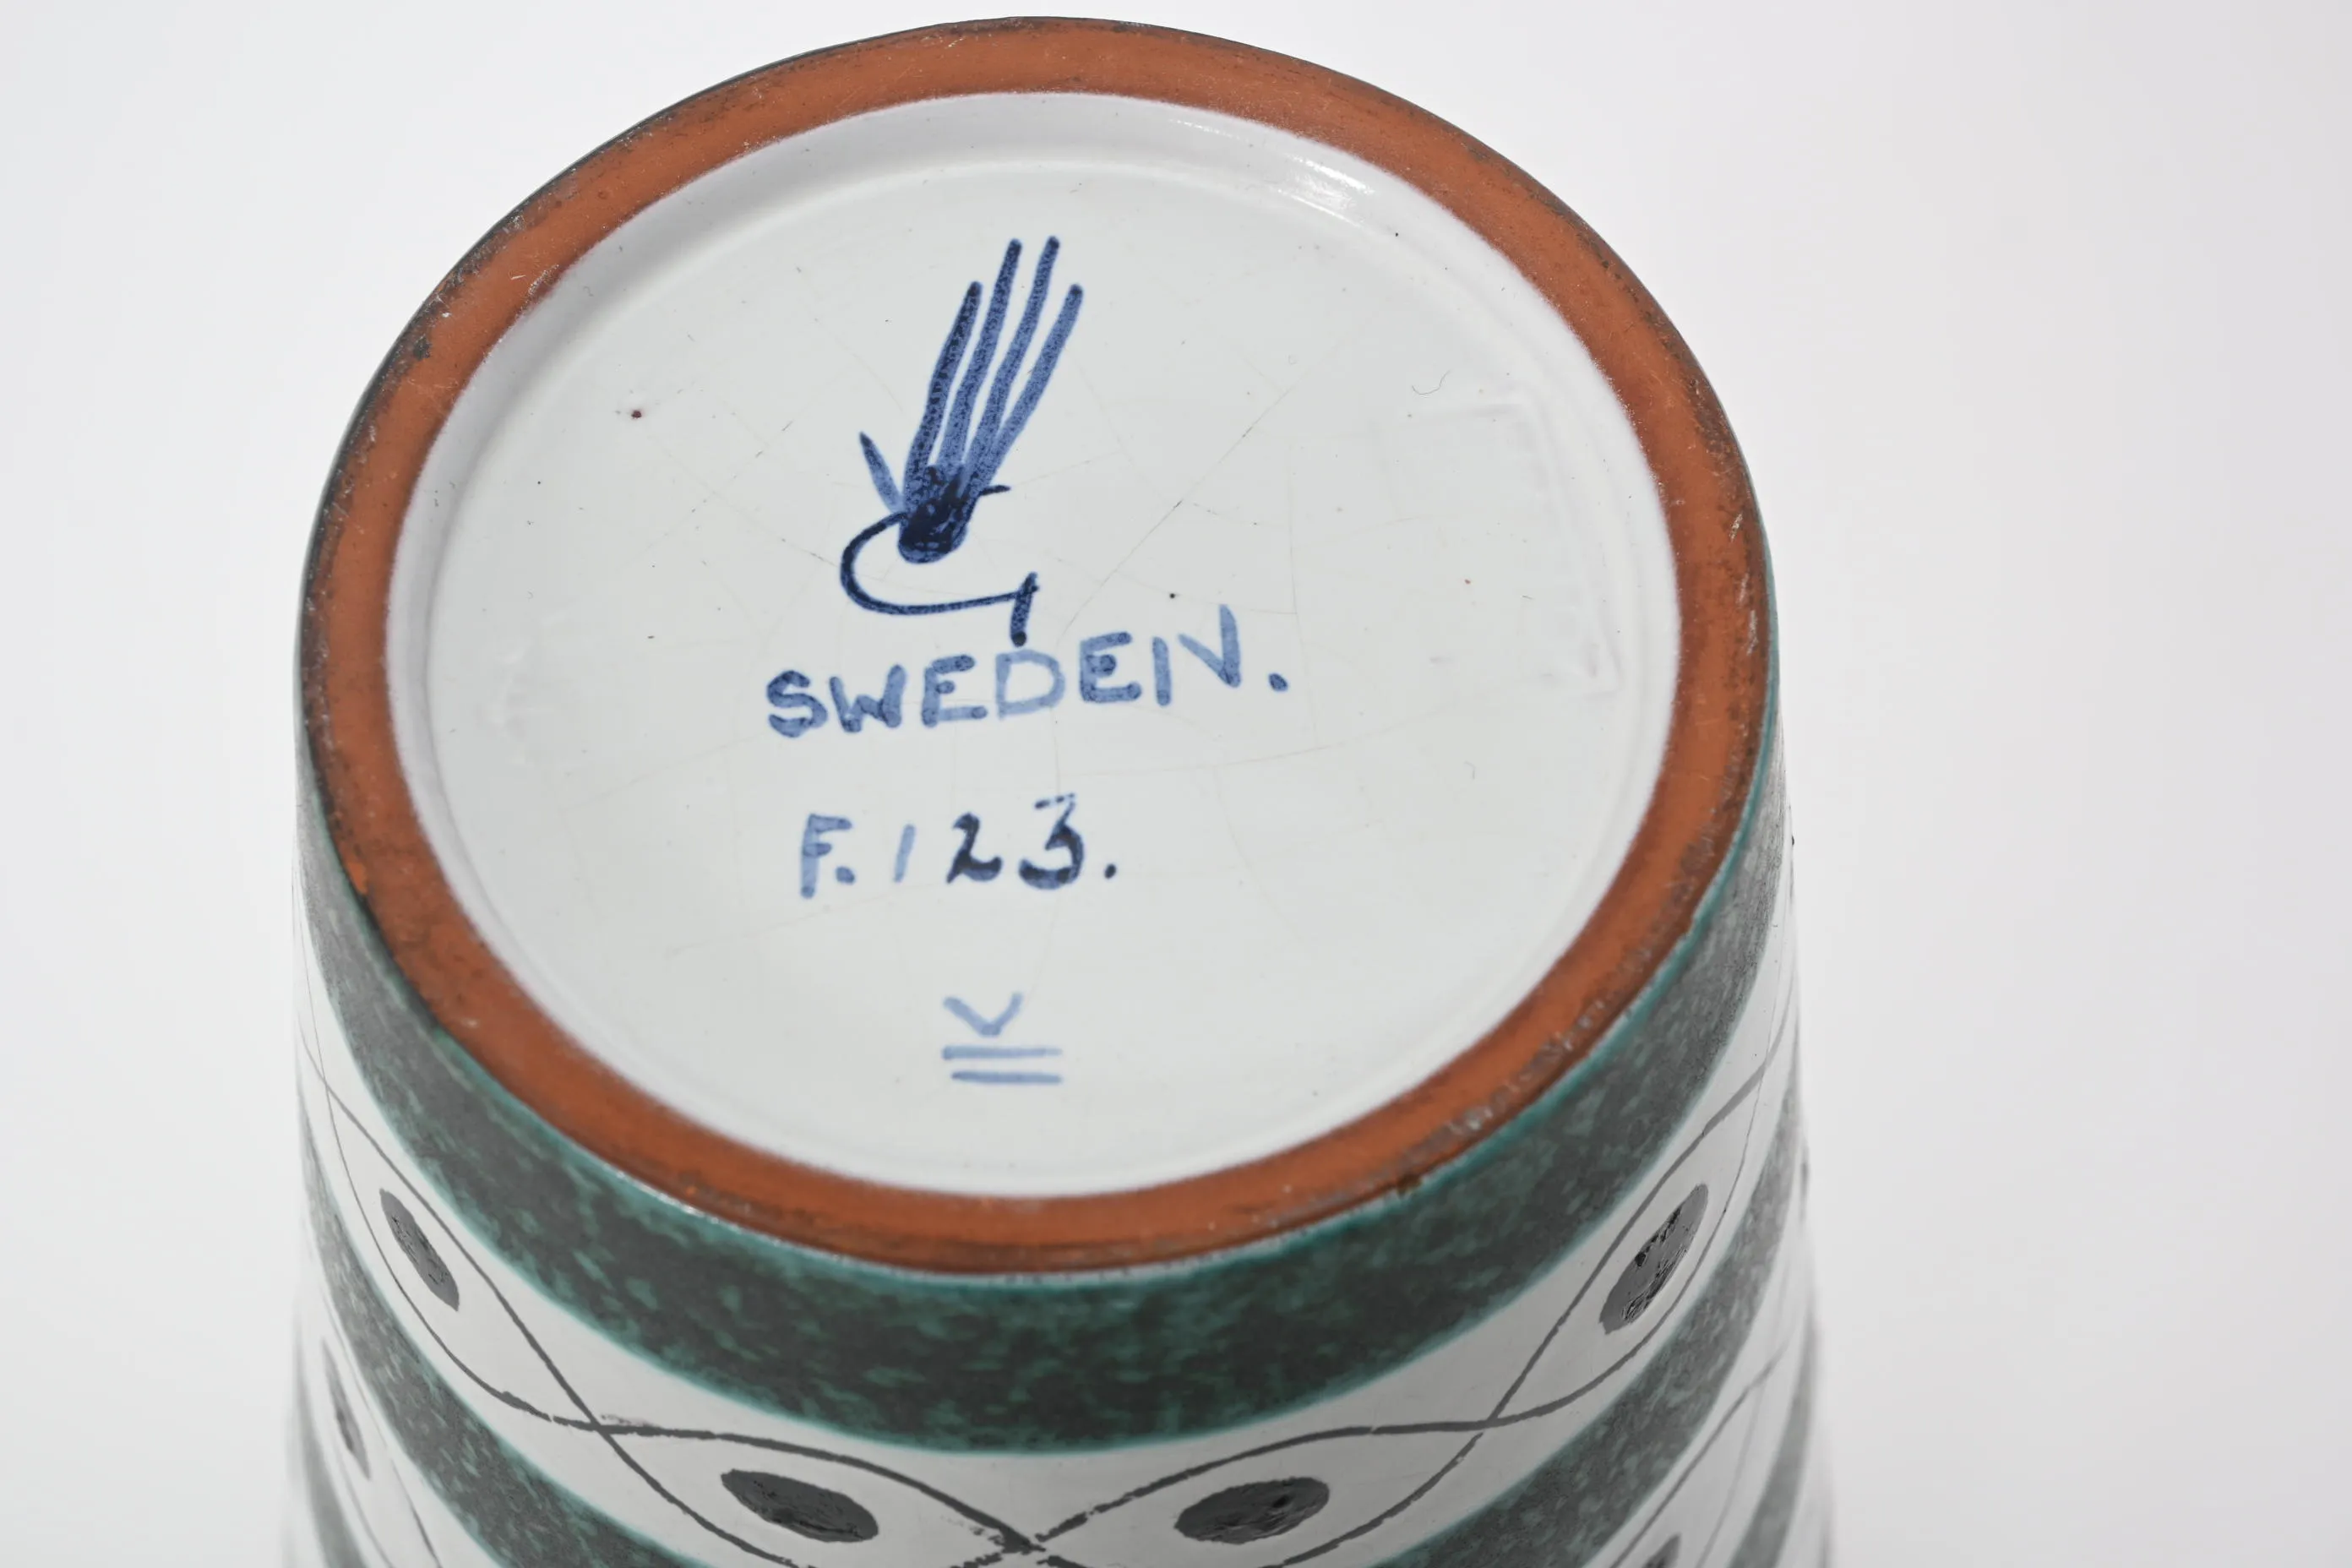 G
SWEDEN.
F. 123.
V